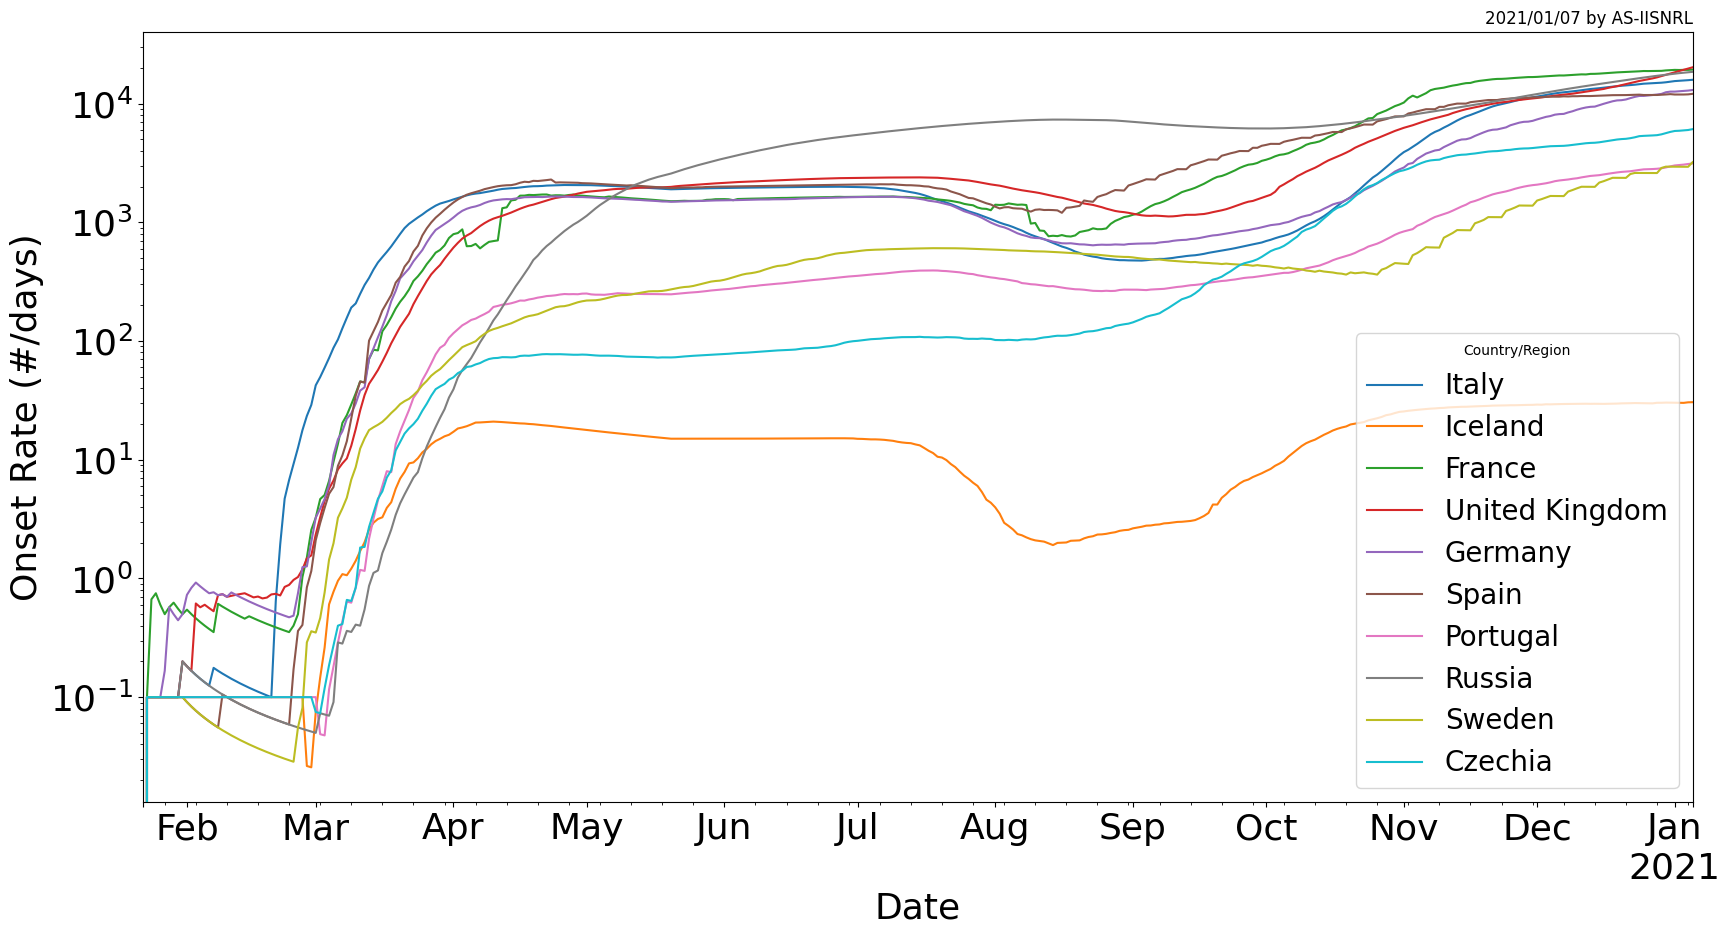 2021/01/07 by AS-IISNRL
Onset Rate (#/days)
10^4
10^3
10^2
10^1
10^0
10^−1
Country/Region
Italy
Iceland
France
United Kingdom
Germany
Spain
Portugal
Russia
Sweden
Czechia
Feb Mar Apr May Jun Jul Aug Sep Oct Nov Dec Jan
2021
Date